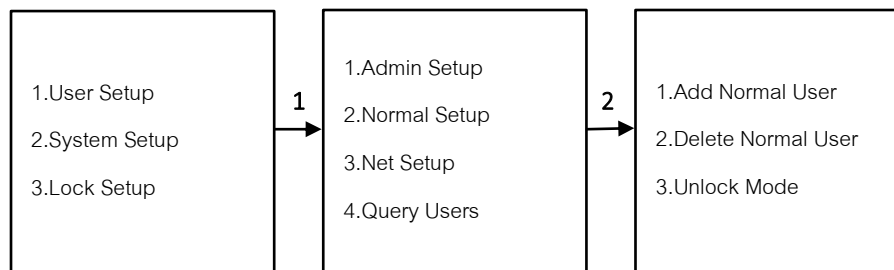 1.User Setup
2.System Setup
3.Lock Setup
1
1.Admin Setup
2.Normal Setup
3.Net Setup
4.Query Users
2
1.Add Normal User
2.Delete Normal User
3.Unlock Mode